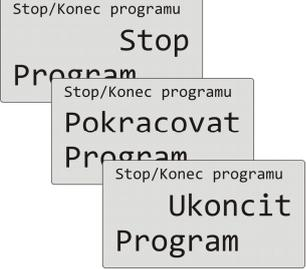 Stop/Konec programu
Stop
Program
Stop/Konec programu
Pokracovat
Program
Stop/Konec programu
Ukoncit
Program